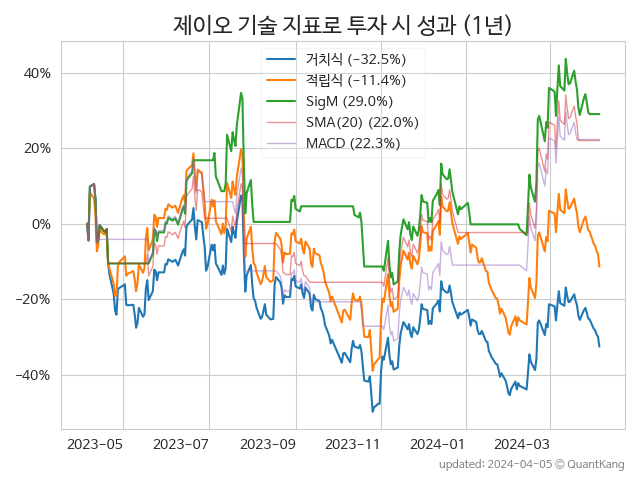 제이오 기술 지표로 투자 시 성과 (1년)
거치식 (−32.5%)
적립식 (−11.4%)
SigM (29.0%)
SMA(20) (22.0%)
MACD (22.3%)
40%
20%
0%
−20%
−40%
2023-05
2023-07
2023-09
2023-11
2024-01
2024-03
updated: 2024-04-05 © QuantKang